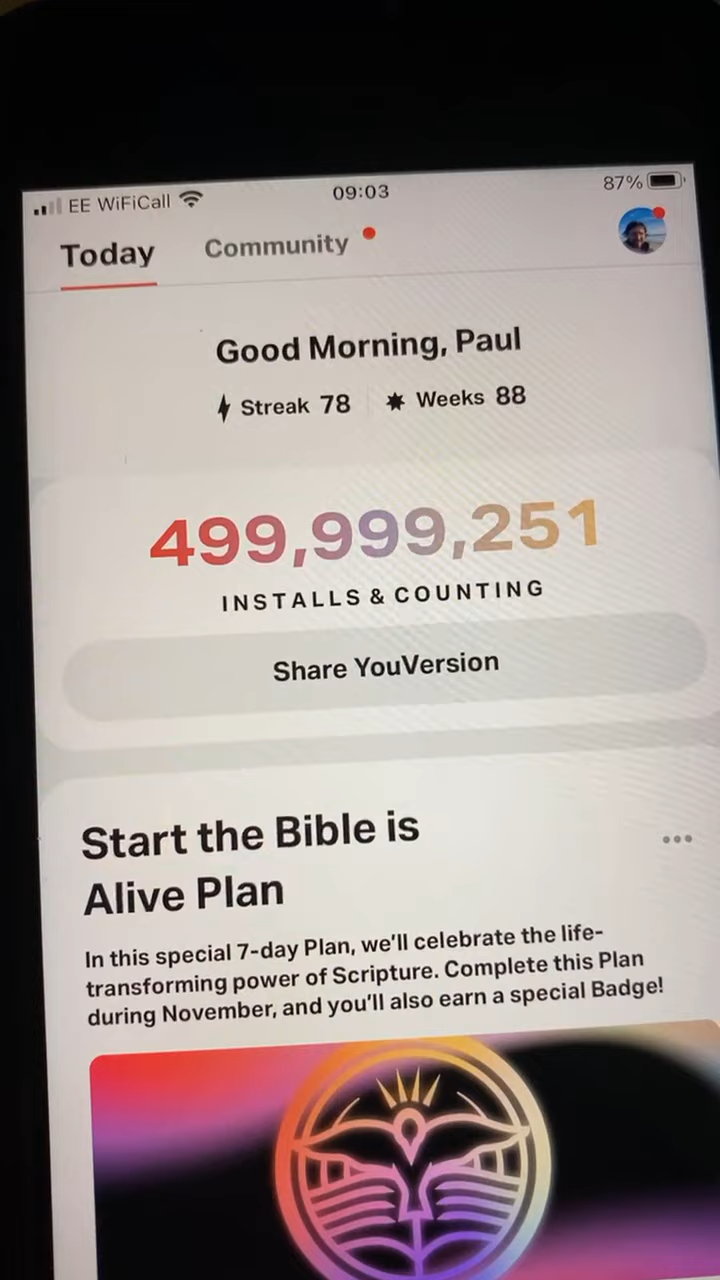 EE WiFiCall 09:03 87%
Today Community
Good Morning, Paul
Streak 78 Weeks 88
499,999,251
INSTALLS & COUNTING
Share YouVersion
Start the Bible is
Alive Plan
In this special 7-day Plan, we'll celebrate the life-
transforming power of Scripture. Complete this Plan
during November, and you'll also earn a special Badge!